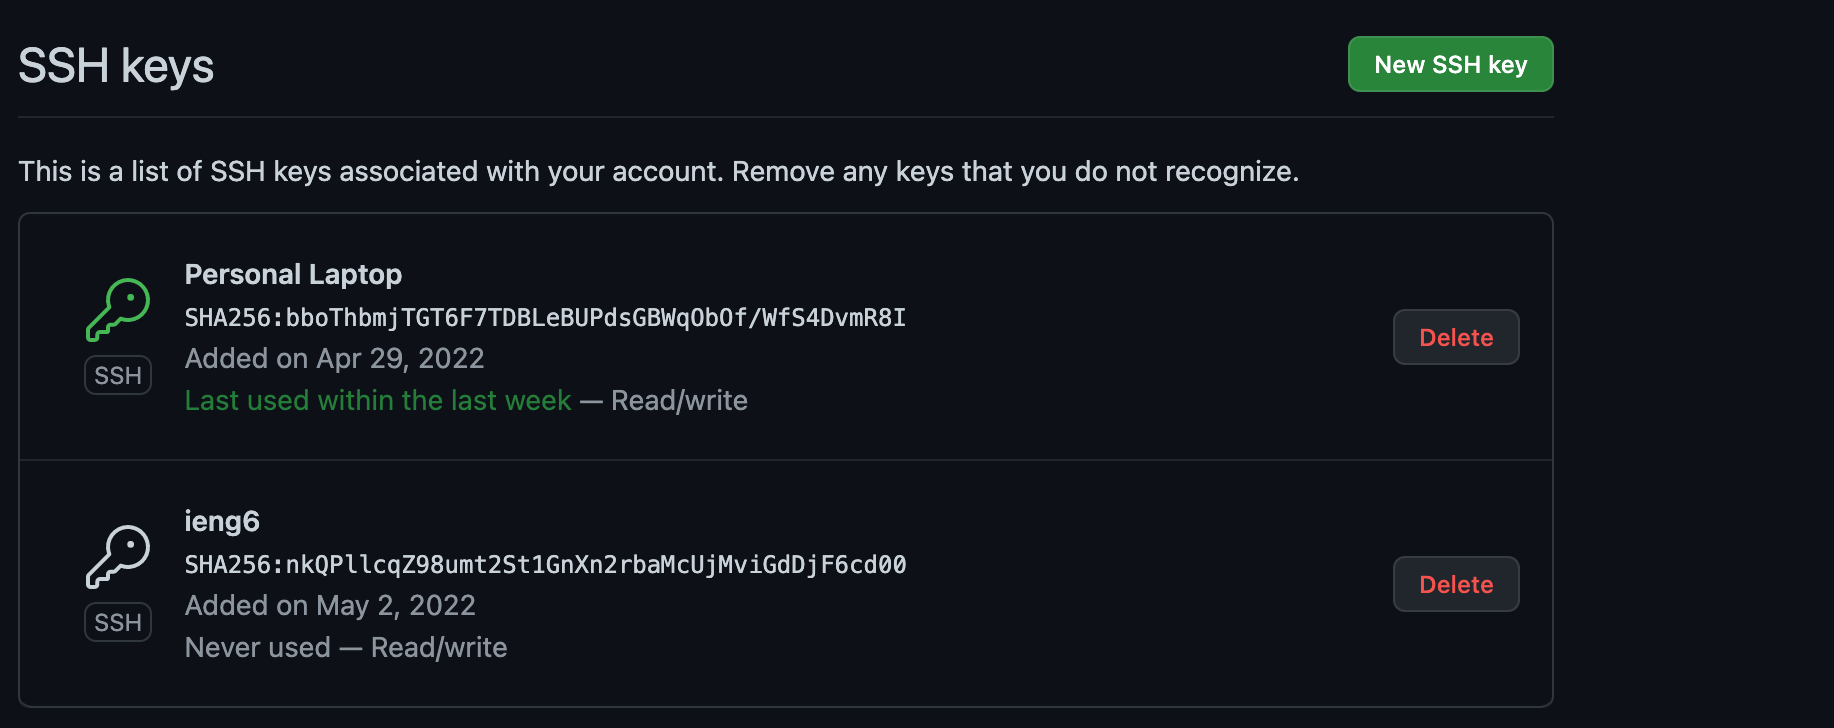 SSH keys
New SSH key
This is a list of SSH keys associated with your account. Remove any keys that you do not recognize.
Personal Laptop
SHA256:bboThbmjTGT6F7TDBLeBUPdsGBWqObOf/WfS4DvmR8I
Added on Apr 29, 2022
Last used within the last week — Read/write
SSH
Delete
ieng6
SHA256:nkQPllcqZ98umt2St1GnXn2rbaMcUjMviGdDjF6cd00
Added on May 2, 2022
Never used — Read/write
SSH
Delete